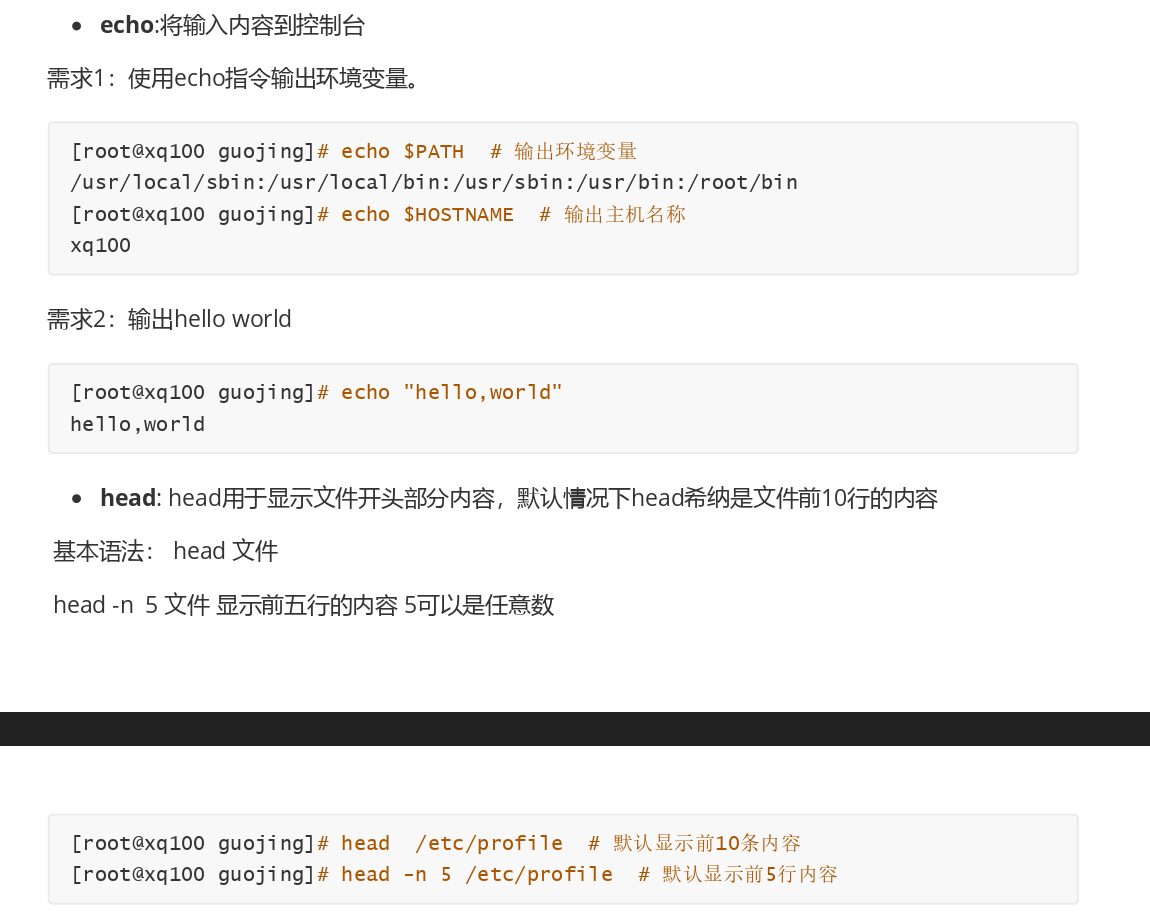 echo:将输入内容到控制台
需求1：使用echo指令输出环境变量。
[root@xq100 guojing]# echo $PATH  # 输出环境变量
/usr/local/sbin:/usr/local/bin:/usr/sbin:/usr/bin:/root/bin
[root@xq100 guojing]# echo $HOSTNAME  # 输出主机名称
xq100
需求2：输出hello world
[root@xq100 guojing]# echo "hello,world"
hello,world
head: head用于显示文件开头部分内容，默认情况下head希纳是文件前10行的内容
基本语法： head 文件
head -n  5 文件 显示前五行的内容 5可以是任意数
[root@xq100 guojing]# head  /etc/profile  # 默认显示前10条内容
[root@xq100 guojing]# head -n 5 /etc/profile  # 默认显示前5行内容